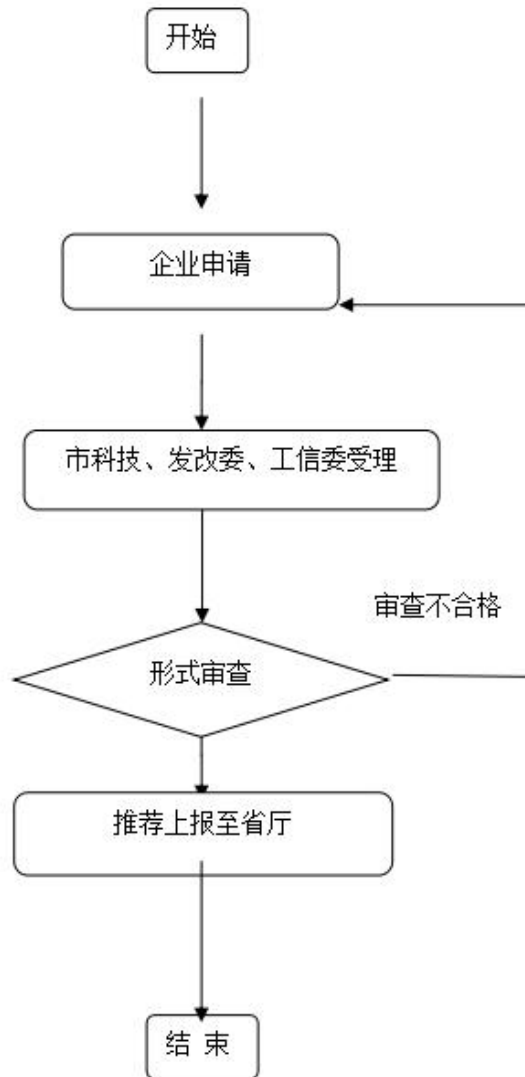 开始
企业申请
市科技、发改委、工信委受理
审查不合格
形式审查
推荐上报至省厅
结 束